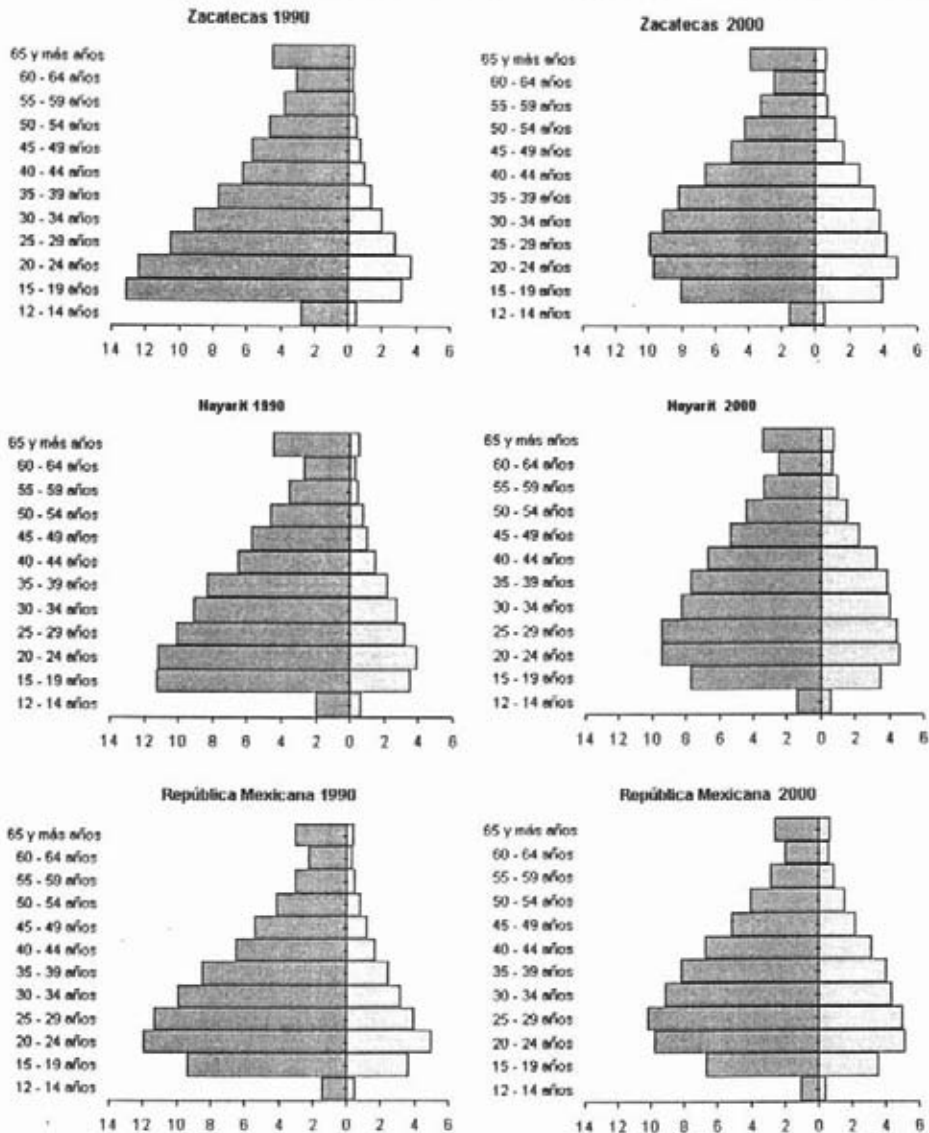 Zacatecas 1990
65 y más años
60 - 64 años
55 - 59 años
50 - 54 años
45 - 49 años
40 - 44 años
35 - 39 años
30 - 34 años
25 - 29 años
20 - 24 años
15 - 19 años
12 - 14 años
14 12 10 8 6 4 2 0 2 4 6
Zacatecas 2000
65 y más años
60 - 64 años
55 - 59 años
50 - 54 años
45 - 49 años
40 - 44 años
35 - 39 años
30 - 34 años
25 - 29 años
20 - 24 años
15 - 19 años
12 - 14 años
14 12 10 8 6 4 2 0 2 4 6
Nayarit 1990
65 y más años
60 - 64 años
55 - 59 años
50 - 54 años
45 - 49 años
40 - 44 años
35 - 39 años
30 - 34 años
25 - 29 años
20 - 24 años
15 - 19 años
12 - 14 años
14 12 10 8 6 4 2 0 2 4 6
Nayarit 2000
65 y más años
60 - 64 años
55 - 59 años
50 - 54 años
45 - 49 años
40 - 44 años
35 - 39 años
30 - 34 años
25 - 29 años
20 - 24 años
15 - 19 años
12 - 14 años
14 12 10 8 6 4 2 0 2 4 6
República Mexicana 1990
65 y más años
60 - 64 años
55 - 59 años
50 - 54 años
45 - 49 años
40 - 44 años
35 - 39 años
30 - 34 años
25 - 29 años
20 - 24 años
15 - 19 años
12 - 14 años
14 12 10 8 6 4 2 0 2 4 6
República Mexicana 2000
65 y más años
60 - 64 años
55 - 59 años
50 - 54 años
45 - 49 años
40 - 44 años
35 - 39 años
30 - 34 años
25 - 29 años
20 - 24 años
15 - 19 años
12 - 14 años
14 12 10 8 6 4 2 0 2 4 6